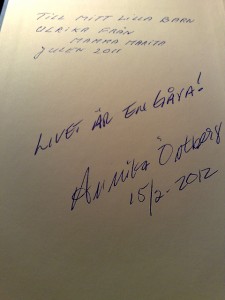 TILL MITT LILLA BARN
ULRIKA FRÅN
MAMMA MARITA
JULEN 2011
LIVET ÄR EN GÅVA!
Annika Östberg
15/2-2012